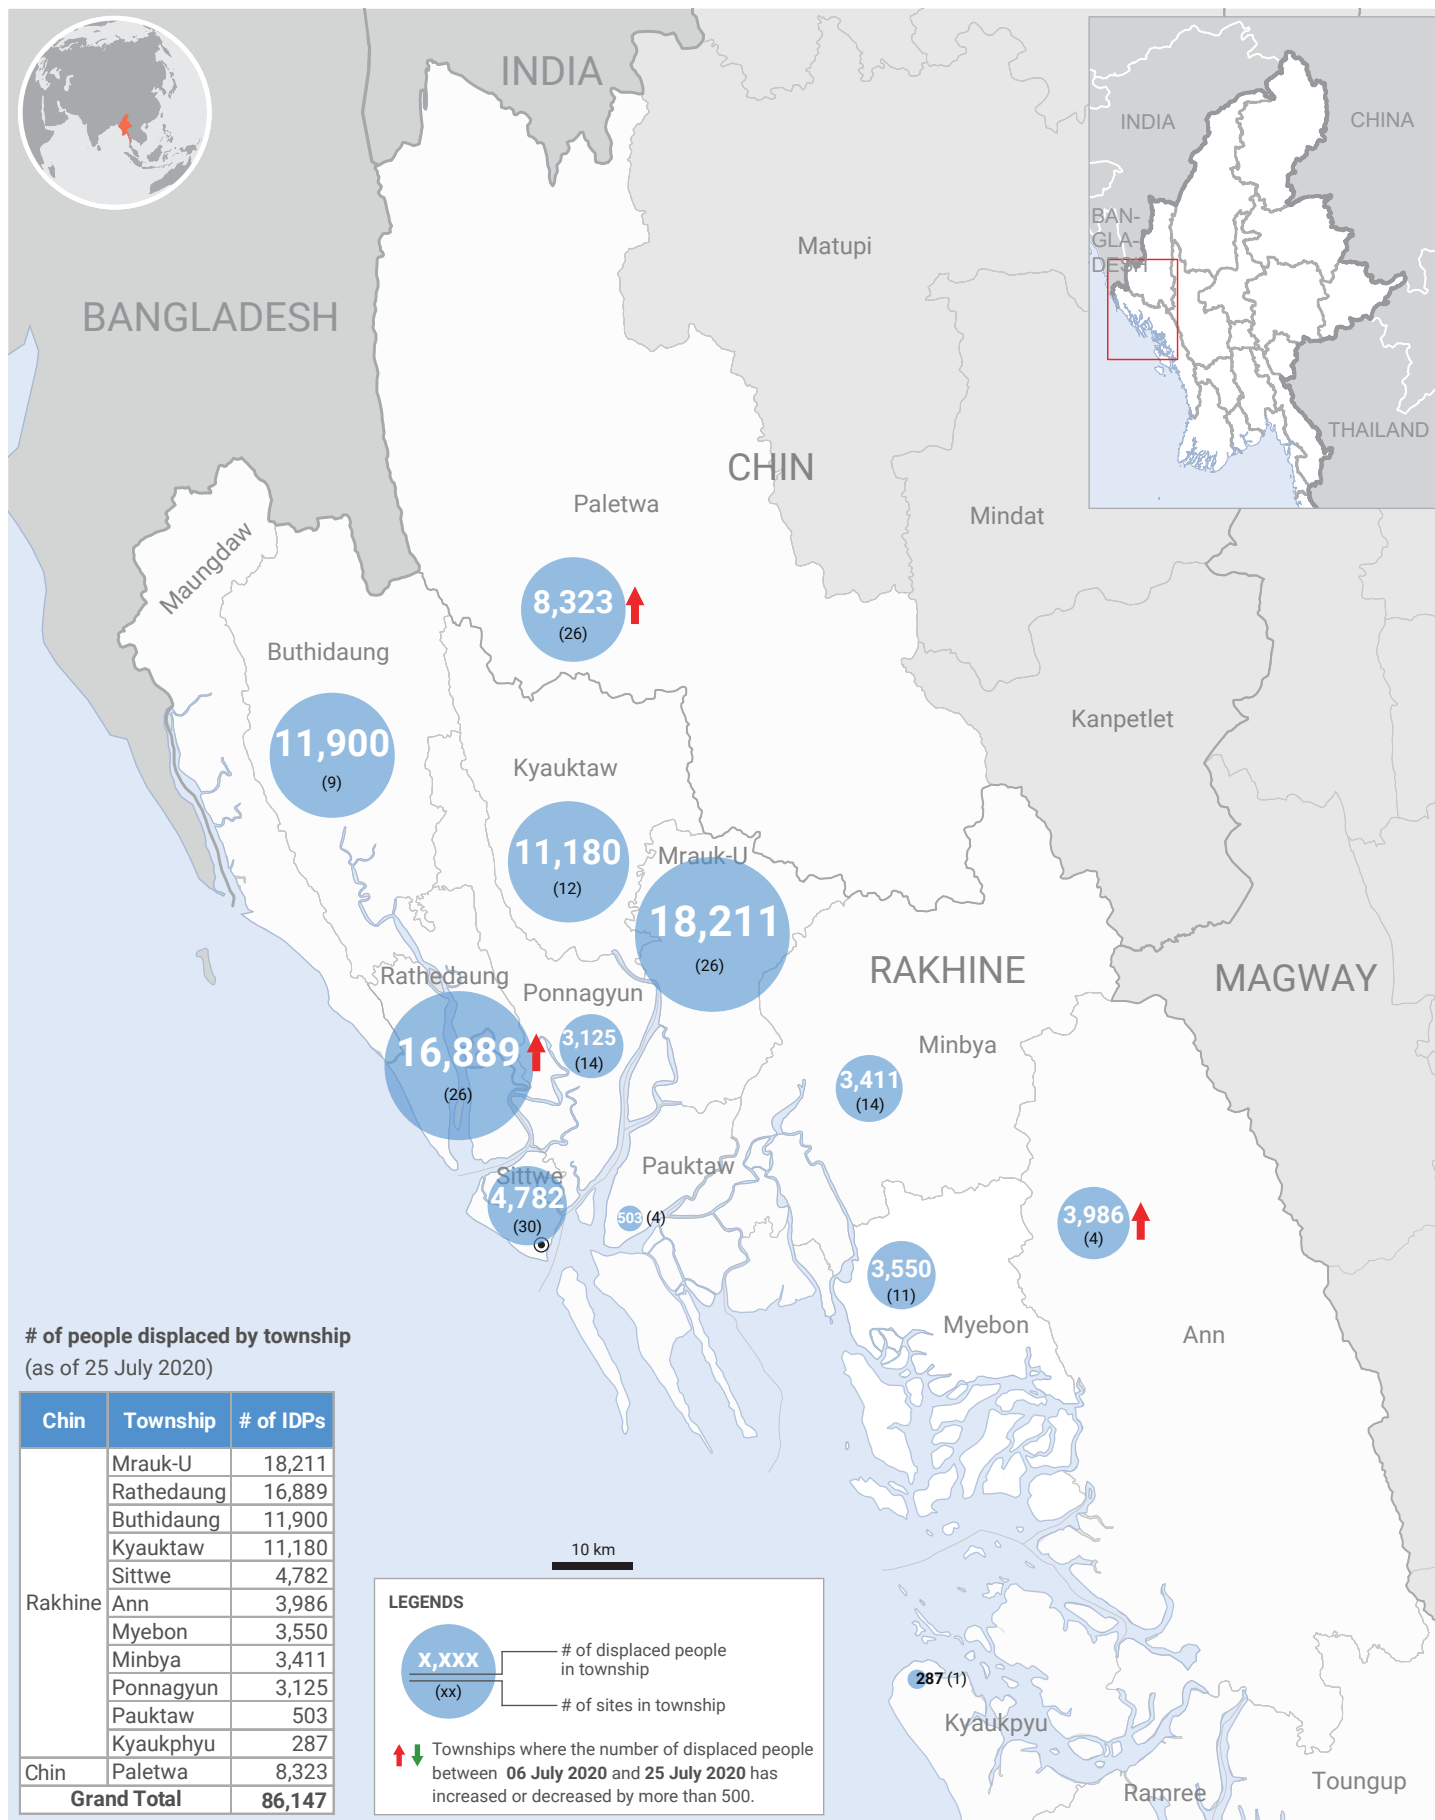 INDIA
INDIA
CHINA
BAN-
GLA-
DESH
THAILAND
BANGLADESH
Matupi
CHIN
Paletwa
Mindat
Maungdaw
8,323
(26)
Buthidaung
Kanpetlet
11,900
(9)
Kyauktaw
11,180
(12)
Mrauk-U
18,211
(26)
RAKHINE
MAGWAY
Rathedaung
Ponnagyun
16,889
(26)
3,125
(14)
Minbya
3,411
(14)
Sittwe
4,782
(30)
Pauktaw
503 (4)
3,986
(4)
3,550
(11)
Myebon
Ann
# of people displaced by township
(as of 25 July 2020)
Chin Township # of IDPs
Mrauk-U 18,211
Rathedaung 16,889
Buthidaung 11,900
Kyauktaw 11,180
Sittwe 4,782
Rakhine Ann 3,986
Myebon 3,550
Minbya 3,411
Ponnagyun 3,125
Pauktaw 503
Kyaukphyu 287
Chin Paletwa 8,323
Grand Total 86,147
10 km
LEGENDS
x,xxx
(xx)
# of displaced people
in township
# of sites in township
Townships where the number of displaced people
between 06 July 2020 and 25 July 2020 has
increased or decreased by more than 500.
287 (1)
Kyaukpyu
Ramree
Toungup